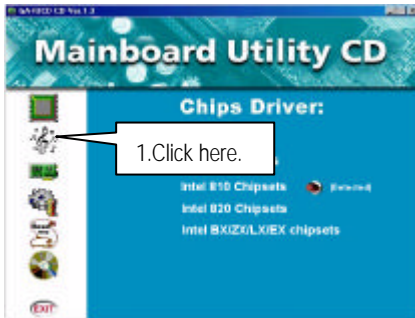 Mainboard Utility CD
Chips Driver:
1.Click here.
Intel 810 Chipsets (Detected)
Intel 820 Chipsets
Intel BX/ZX/LX/EX chipsets
EXIT